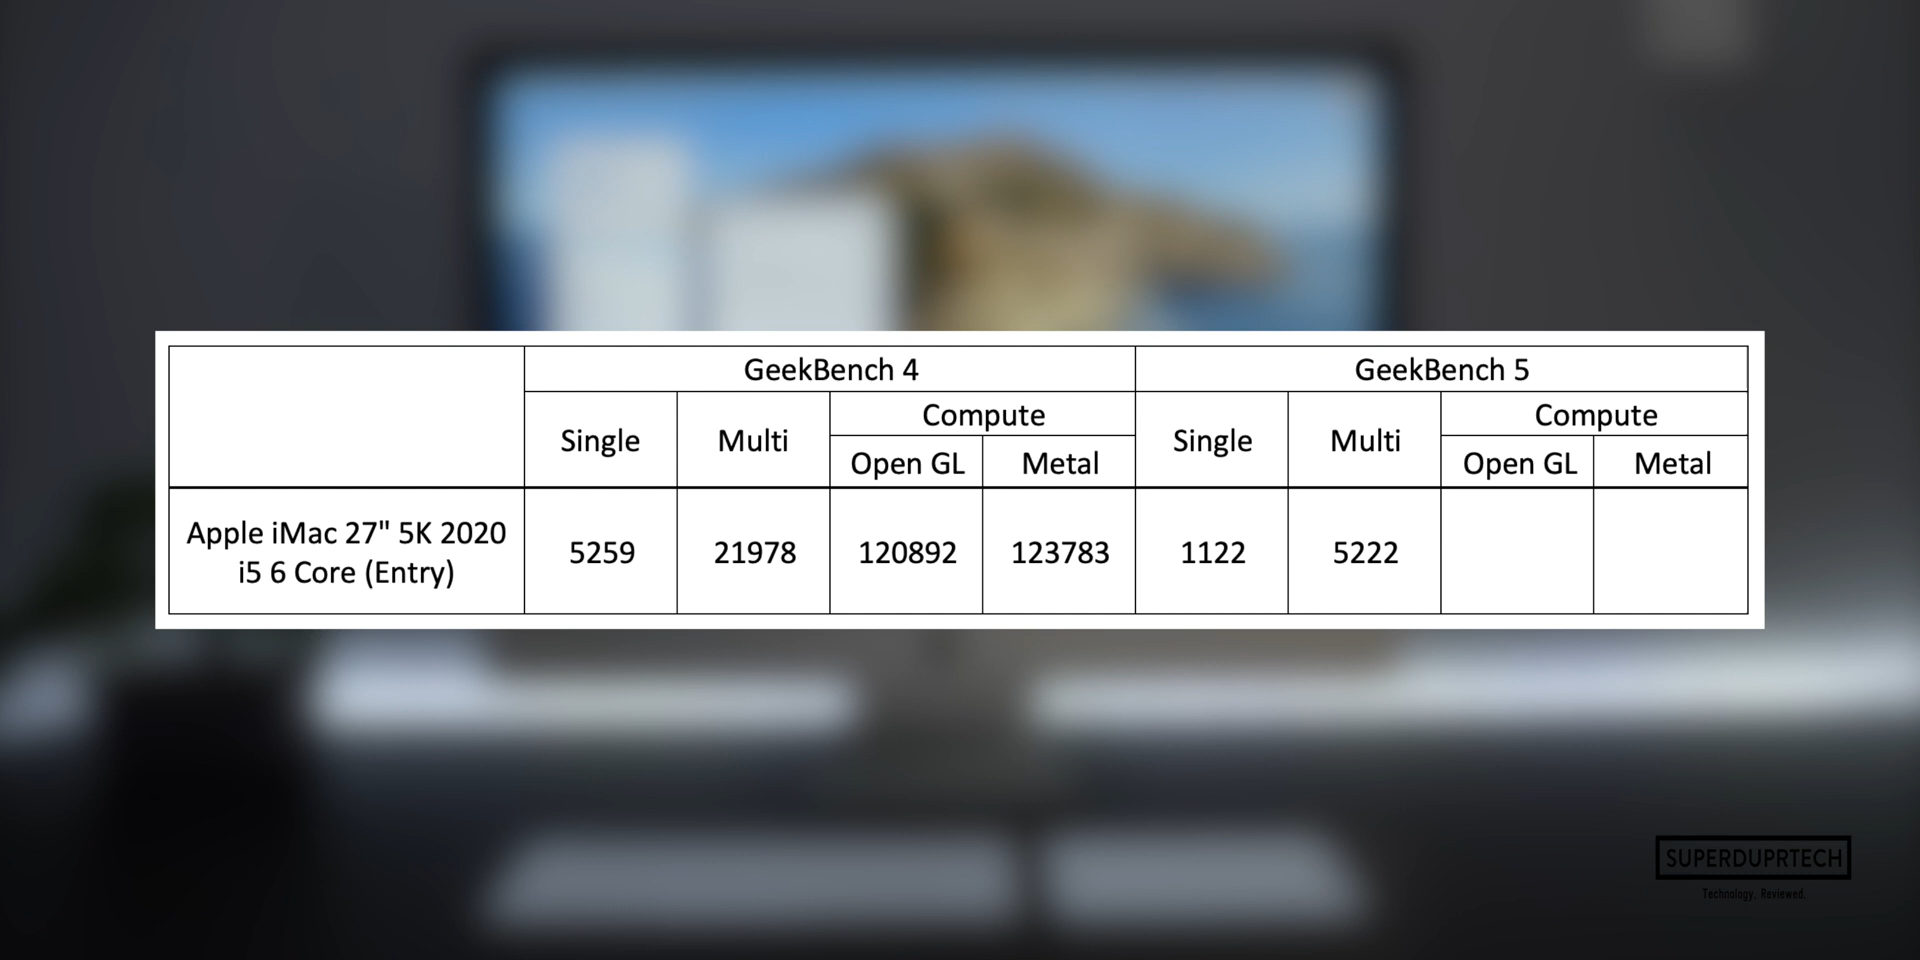 GeekBench 4
GeekBench 5
Single
Multi
Compute
Open GL
Metal
Single
Multi
Compute
Open GL
Metal
Apple iMac 27" 5K 2020
i5 6 Core (Entry)
5259
21978
120892
123783
1122
5222
SUPERDUPRTECH
Technology. Reviewed.